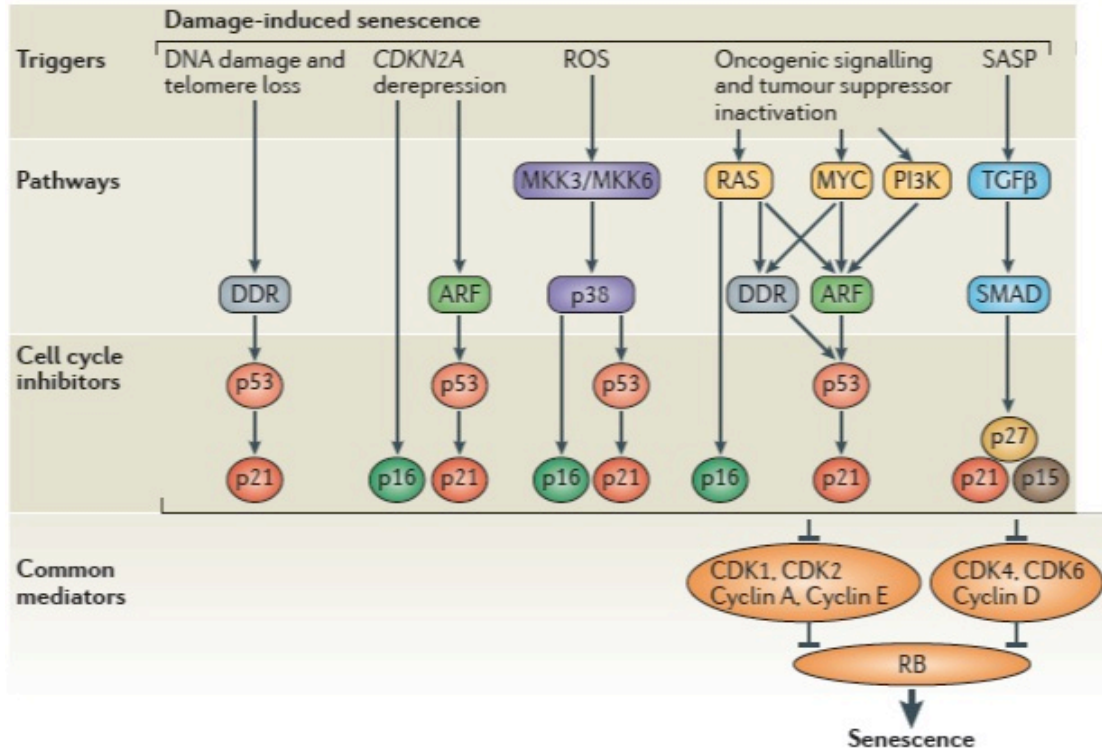 Damage-induced senescence
Triggers
DNA damage and
telomere loss
CDKN2A
derepression
ROS
Oncogenic signalling
and tumour suppressor
inactivation
SASP
Pathways
MKK3/MKK6
RAS
MYC
PI3K
TGFβ
DDR
ARF
p38
DDR
ARF
SMAD
Cell cycle
inhibitors
p53
p53
p53
p53
p27
p21
p16
p21
p16
p21
p16
p21
p21
p15
Common
mediators
CDK1, CDK2
Cyclin A, Cyclin E
CDK4, CDK6
Cyclin D
RB
Senescence